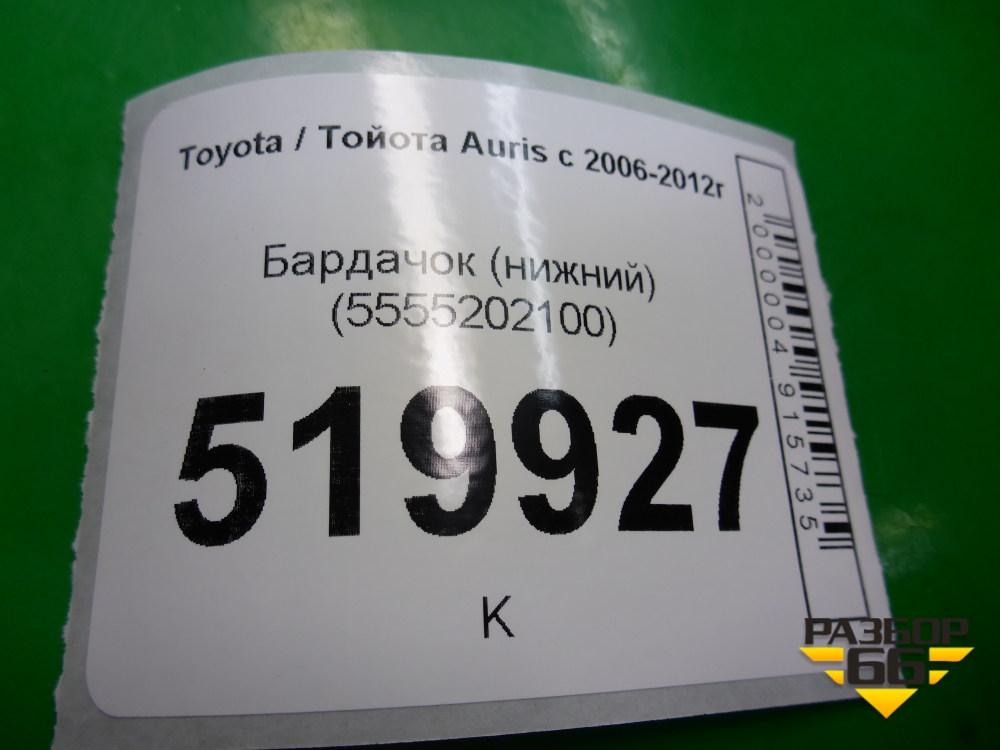 Toyota / Тойота Auris с 2006-2012г
Бардачок (нижний)
(5555202100)
519927
К
2000004915735
РАЗБОР
66